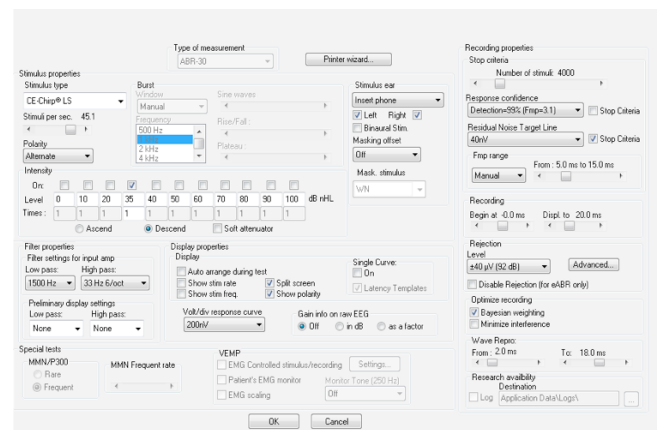 Type of measurement
ABR-30
Printer wizard...
Stimulus properties
Stimulus type
CE-Chirp® LS
Stimuli per sec. 45.1
Polarity
Alternate
Burst
Window
Manual
Frequency
500 Hz
2 kHz
4 kHz
Sine waves
Rise/Fall :
Plateau :
Stimulus ear
Insert phone
Left Right
Binaural Stim.
Masking offset
Off
Mask. stimulus
WN
Intensity
On:
Level 0 10 20 35 40 50 60 70 80 90 100 dB nHL
Times : 1 1 1 1 1 1 1 1 1 1 1
Ascend Descend Soft attenuator
Filter properties
Filter settings for input amp
Low pass: High pass:
1500 Hz 33 Hz 6/oct
Preliminary display settings
Low pass: High pass:
None None
Display properties
Display
Auto arrange during test
Show stim rate Split screen
Show stim freq. Show polarity
Single Curve:
On
Latency Templates
Volt/div response curve
200nV
Gain info on raw EEG
Off in dB as a factor
Special tests
MMN/P300
Rare
Frequent
MMN Frequent rate
VEMP
EMG Controlled stimulus/recording Settings...
Patient's EMG monitor Monitor Tone (250 Hz)
EMG scaling Off
OK Cancel
Recording properties
Stop criteria
Number of stimuli: 4000
Response confidence
Detection=99% (Fmp=3.1) Stop Criteria
Residual Noise Target Line
40nV Stop Criteria
Fmp range
Manual
From : 5.0 ms to 15.0 ms
Recording
Begin at -0.0 ms Displ. to 20.0 ms
Rejection
Level
±40 µV (92 dB) Advanced...
Disable Rejection (for eABR only)
Optimize recording
Bayesian weighting
Minimize interference
Wave Repro:
From : 2.0 ms To: 18.0 ms
Research availbility
Destination
Log Application Data\Logs\ ...